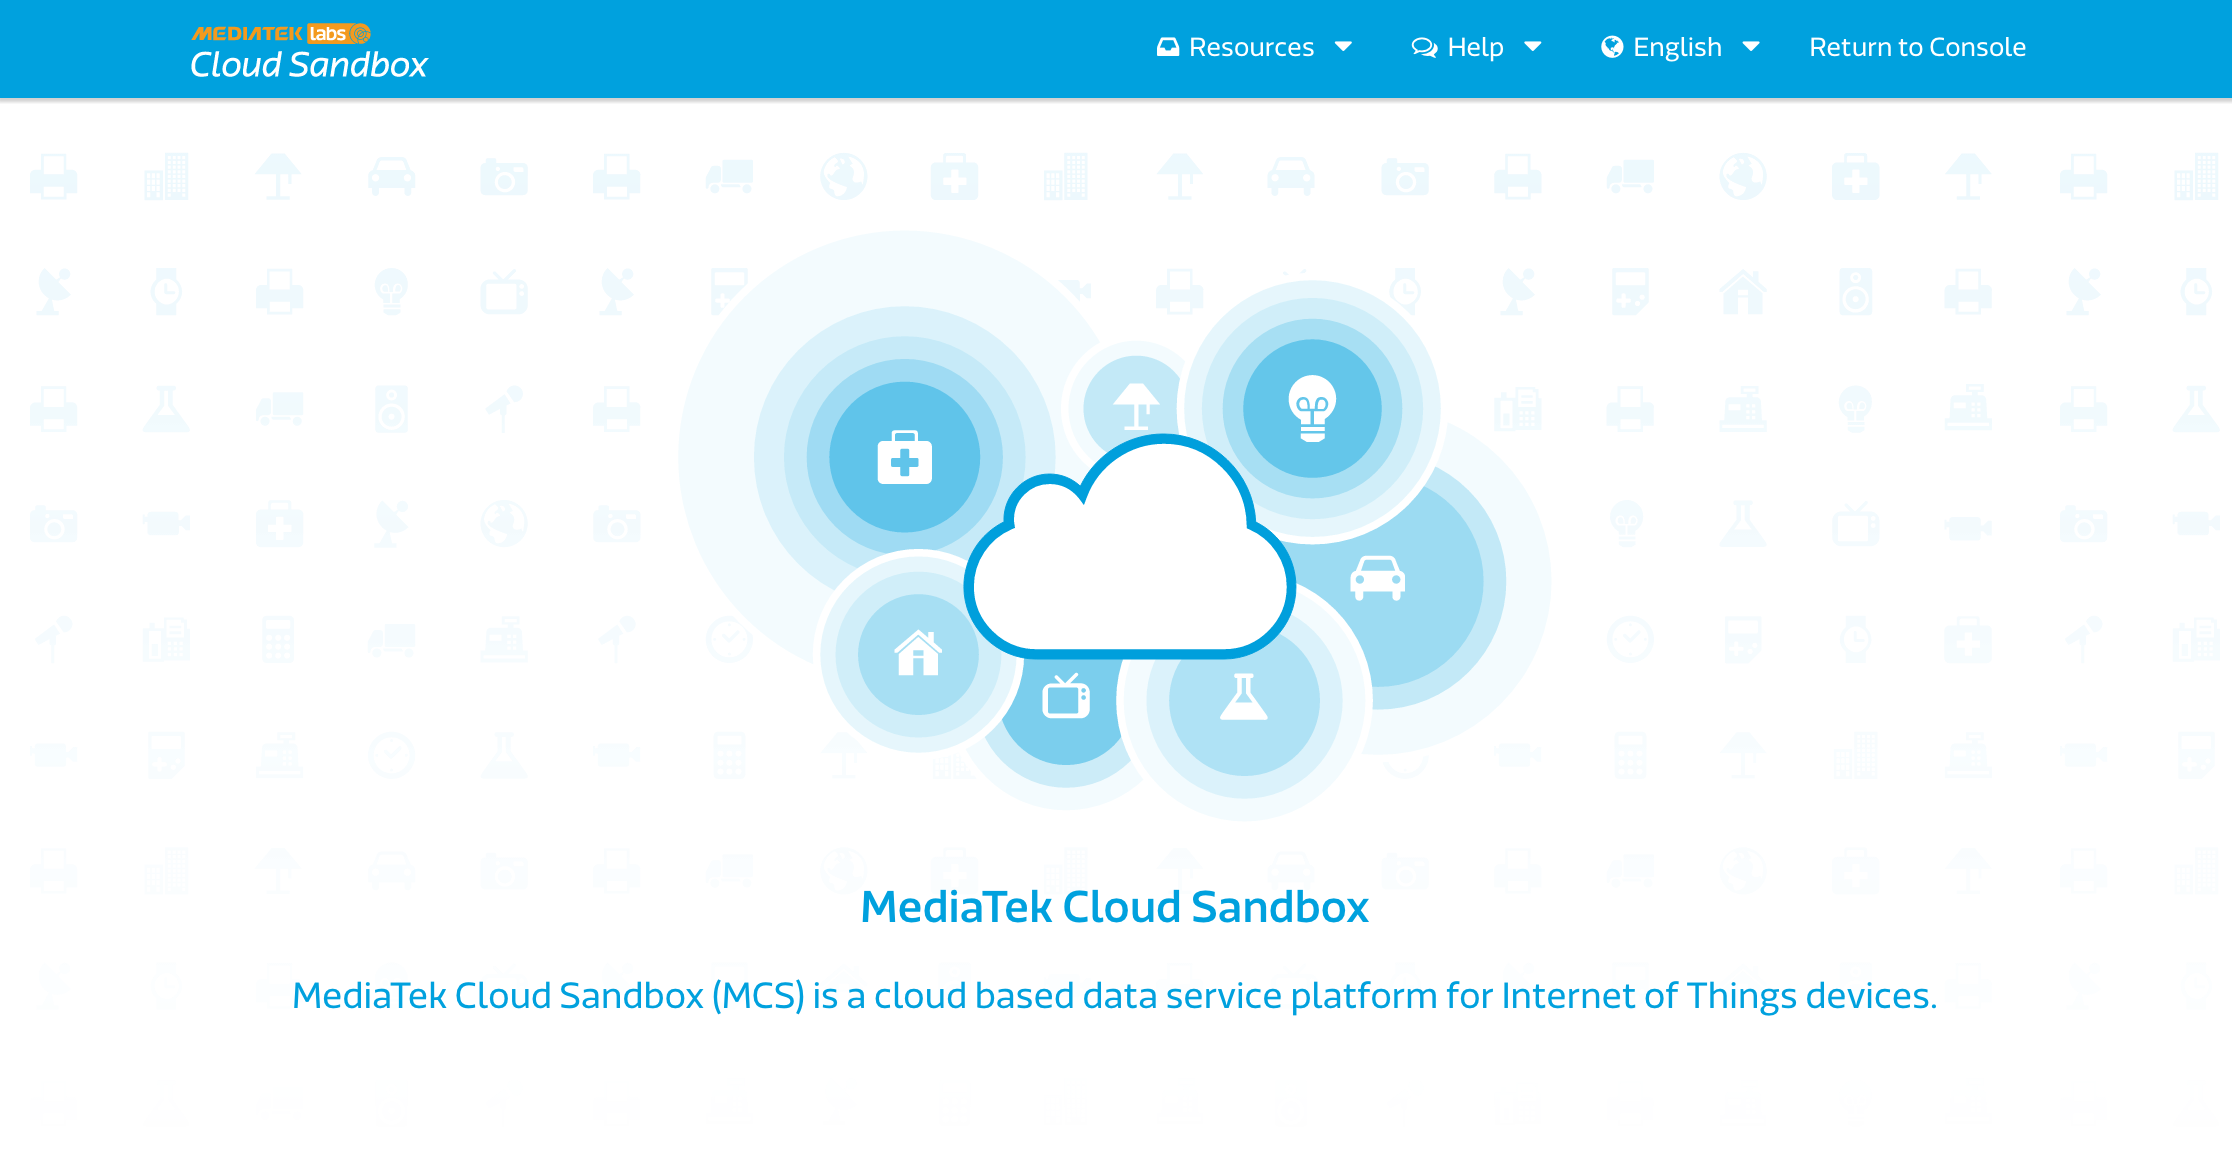 MEDIATEK labs
Cloud Sandbox
Resources
Help
English
Return to Console
MediaTek Cloud Sandbox
MediaTek Cloud Sandbox (MCS) is a cloud based data service platform for Internet of Things devices.